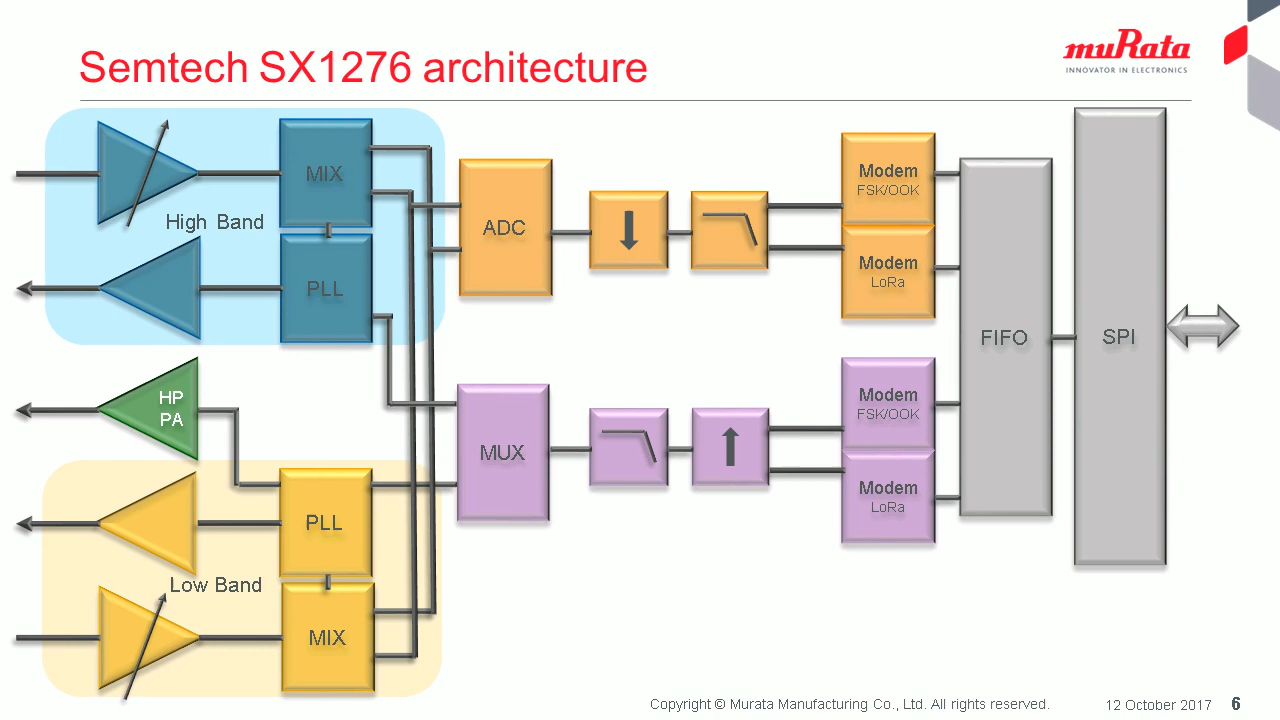 Semtech SX1276 architecture
muRata
INNOVATOR IN ELECTRONICS
MIX
High Band
PLL
ADC
Modem
FSK/OOK
Modem
LoRa
FIFO
SPI
HP
PA
MUX
Modem
FSK/OOK
Modem
LoRa
PLL
Low Band
MIX
Copyright © Murata Manufacturing Co., Ltd. All rights reserved.
12 October 2017
6